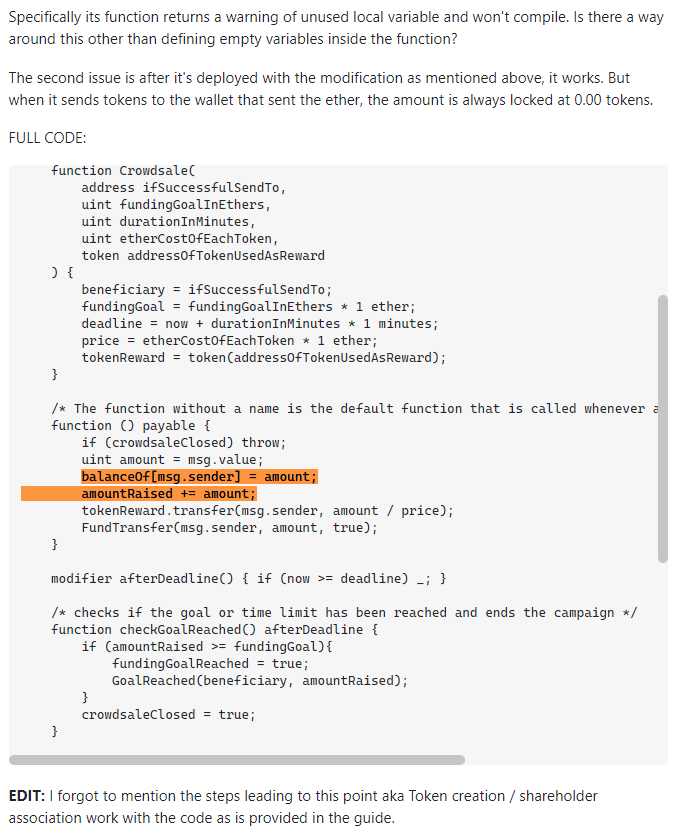 Specifically its function returns a warning of unused local variable and won't compile. Is there a way
around this other than defining empty variables inside the function?
The second issue is after it's deployed with the modification as mentioned above, it works. But
when it sends tokens to the wallet that sent the ether, the amount is always locked at 0.00 tokens.
FULL CODE:
function Crowdsale(
address ifSuccessfulSendTo,
uint fundingGoalInEthers,
uint durationInMinutes,
uint etherCostOfEachToken,
token addressOfTokenUsedAsReward
) {
beneficiary = ifSuccessfulSendTo;
fundingGoal = fundingGoalInEthers * 1 ether;
deadline = now + durationInMinutes * 1 minutes;
price = etherCostOfEachToken * 1 ether;
tokenReward = token(addressOfTokenUsedAsReward);
}
/* The function without a name is the default function that is called whenever a
function () payable {
if (crowdsaleClosed) throw;
uint amount = msg.value;
balanceOf[msg.sender] = amount;
amountRaised += amount;
tokenReward.transfer(msg.sender, amount / price);
FundTransfer(msg.sender, amount, true);
}
modifier afterDeadline() { if (now >= deadline) _; }
/* checks if the goal or time limit has been reached and ends the campaign */
function checkGoalReached() afterDeadline {
if (amountRaised >= fundingGoal){
fundingGoalReached = true;
GoalReached(beneficiary, amountRaised);
}
crowdsaleClosed = true;
}
EDIT: I forgot to mention the steps leading to this point aka Token creation / shareholder
association work with the code as is provided in the guide.